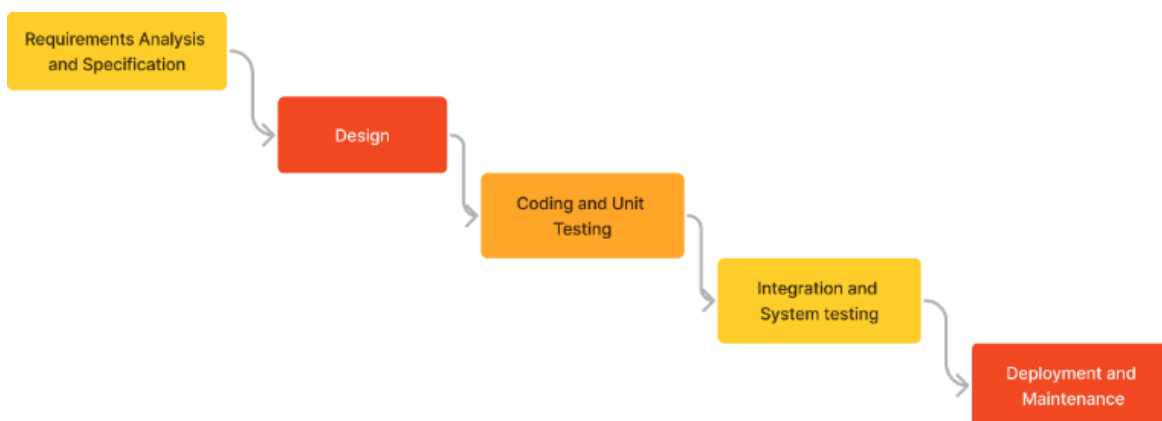 Requirements Analysis
and Specification
Design
Coding and Unit
Testing
Integration and
System testing
Deployment and
Maintenance